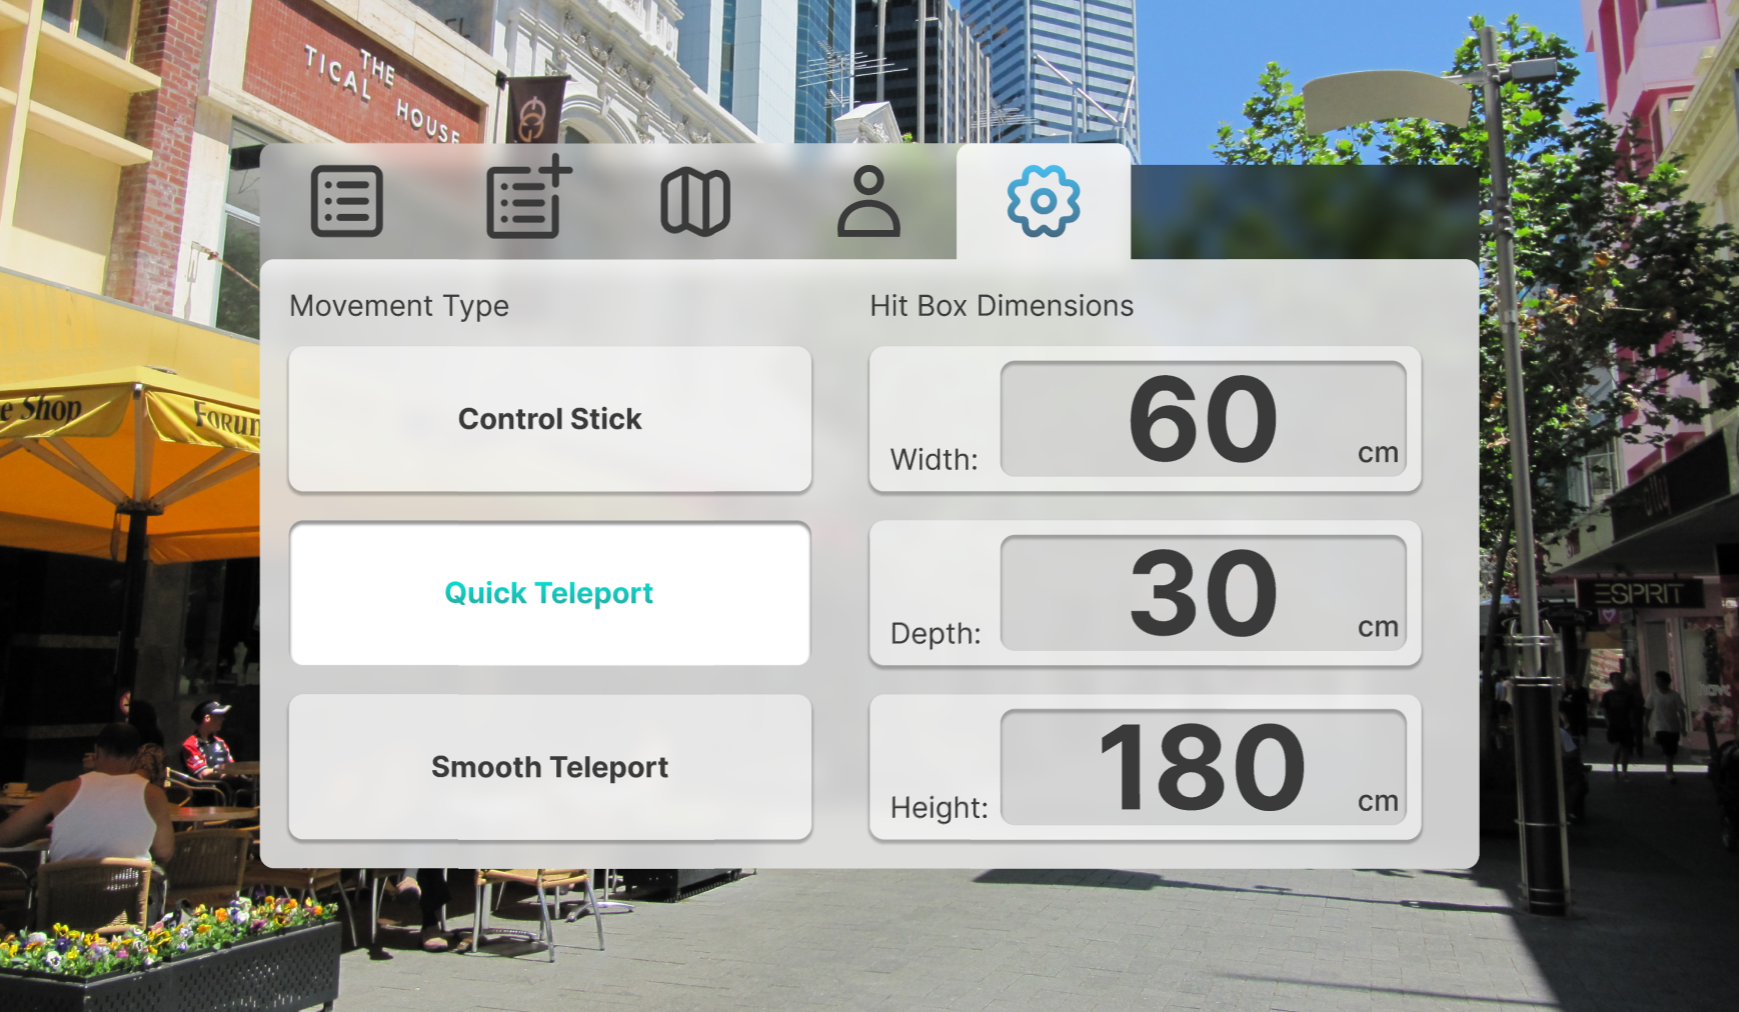 THE
TICAL HOUSE
Movement Type
Hit Box Dimensions
Control Stick
Width:
60
cm
Quick Teleport
Depth:
30
cm
Smooth Teleport
Height:
180
cm
e Shop
FORUM
ESPRIT